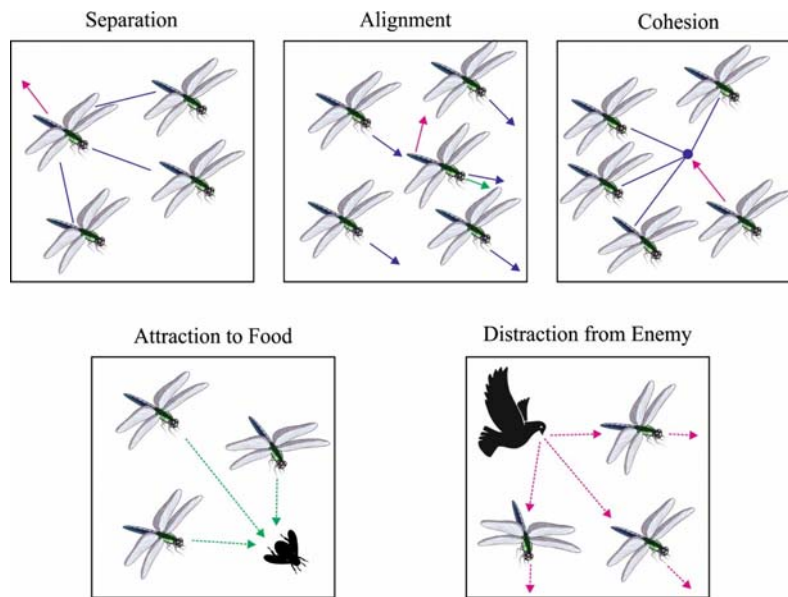 Separation
Alignment
Cohesion
Attraction to Food
Distraction from Enemy